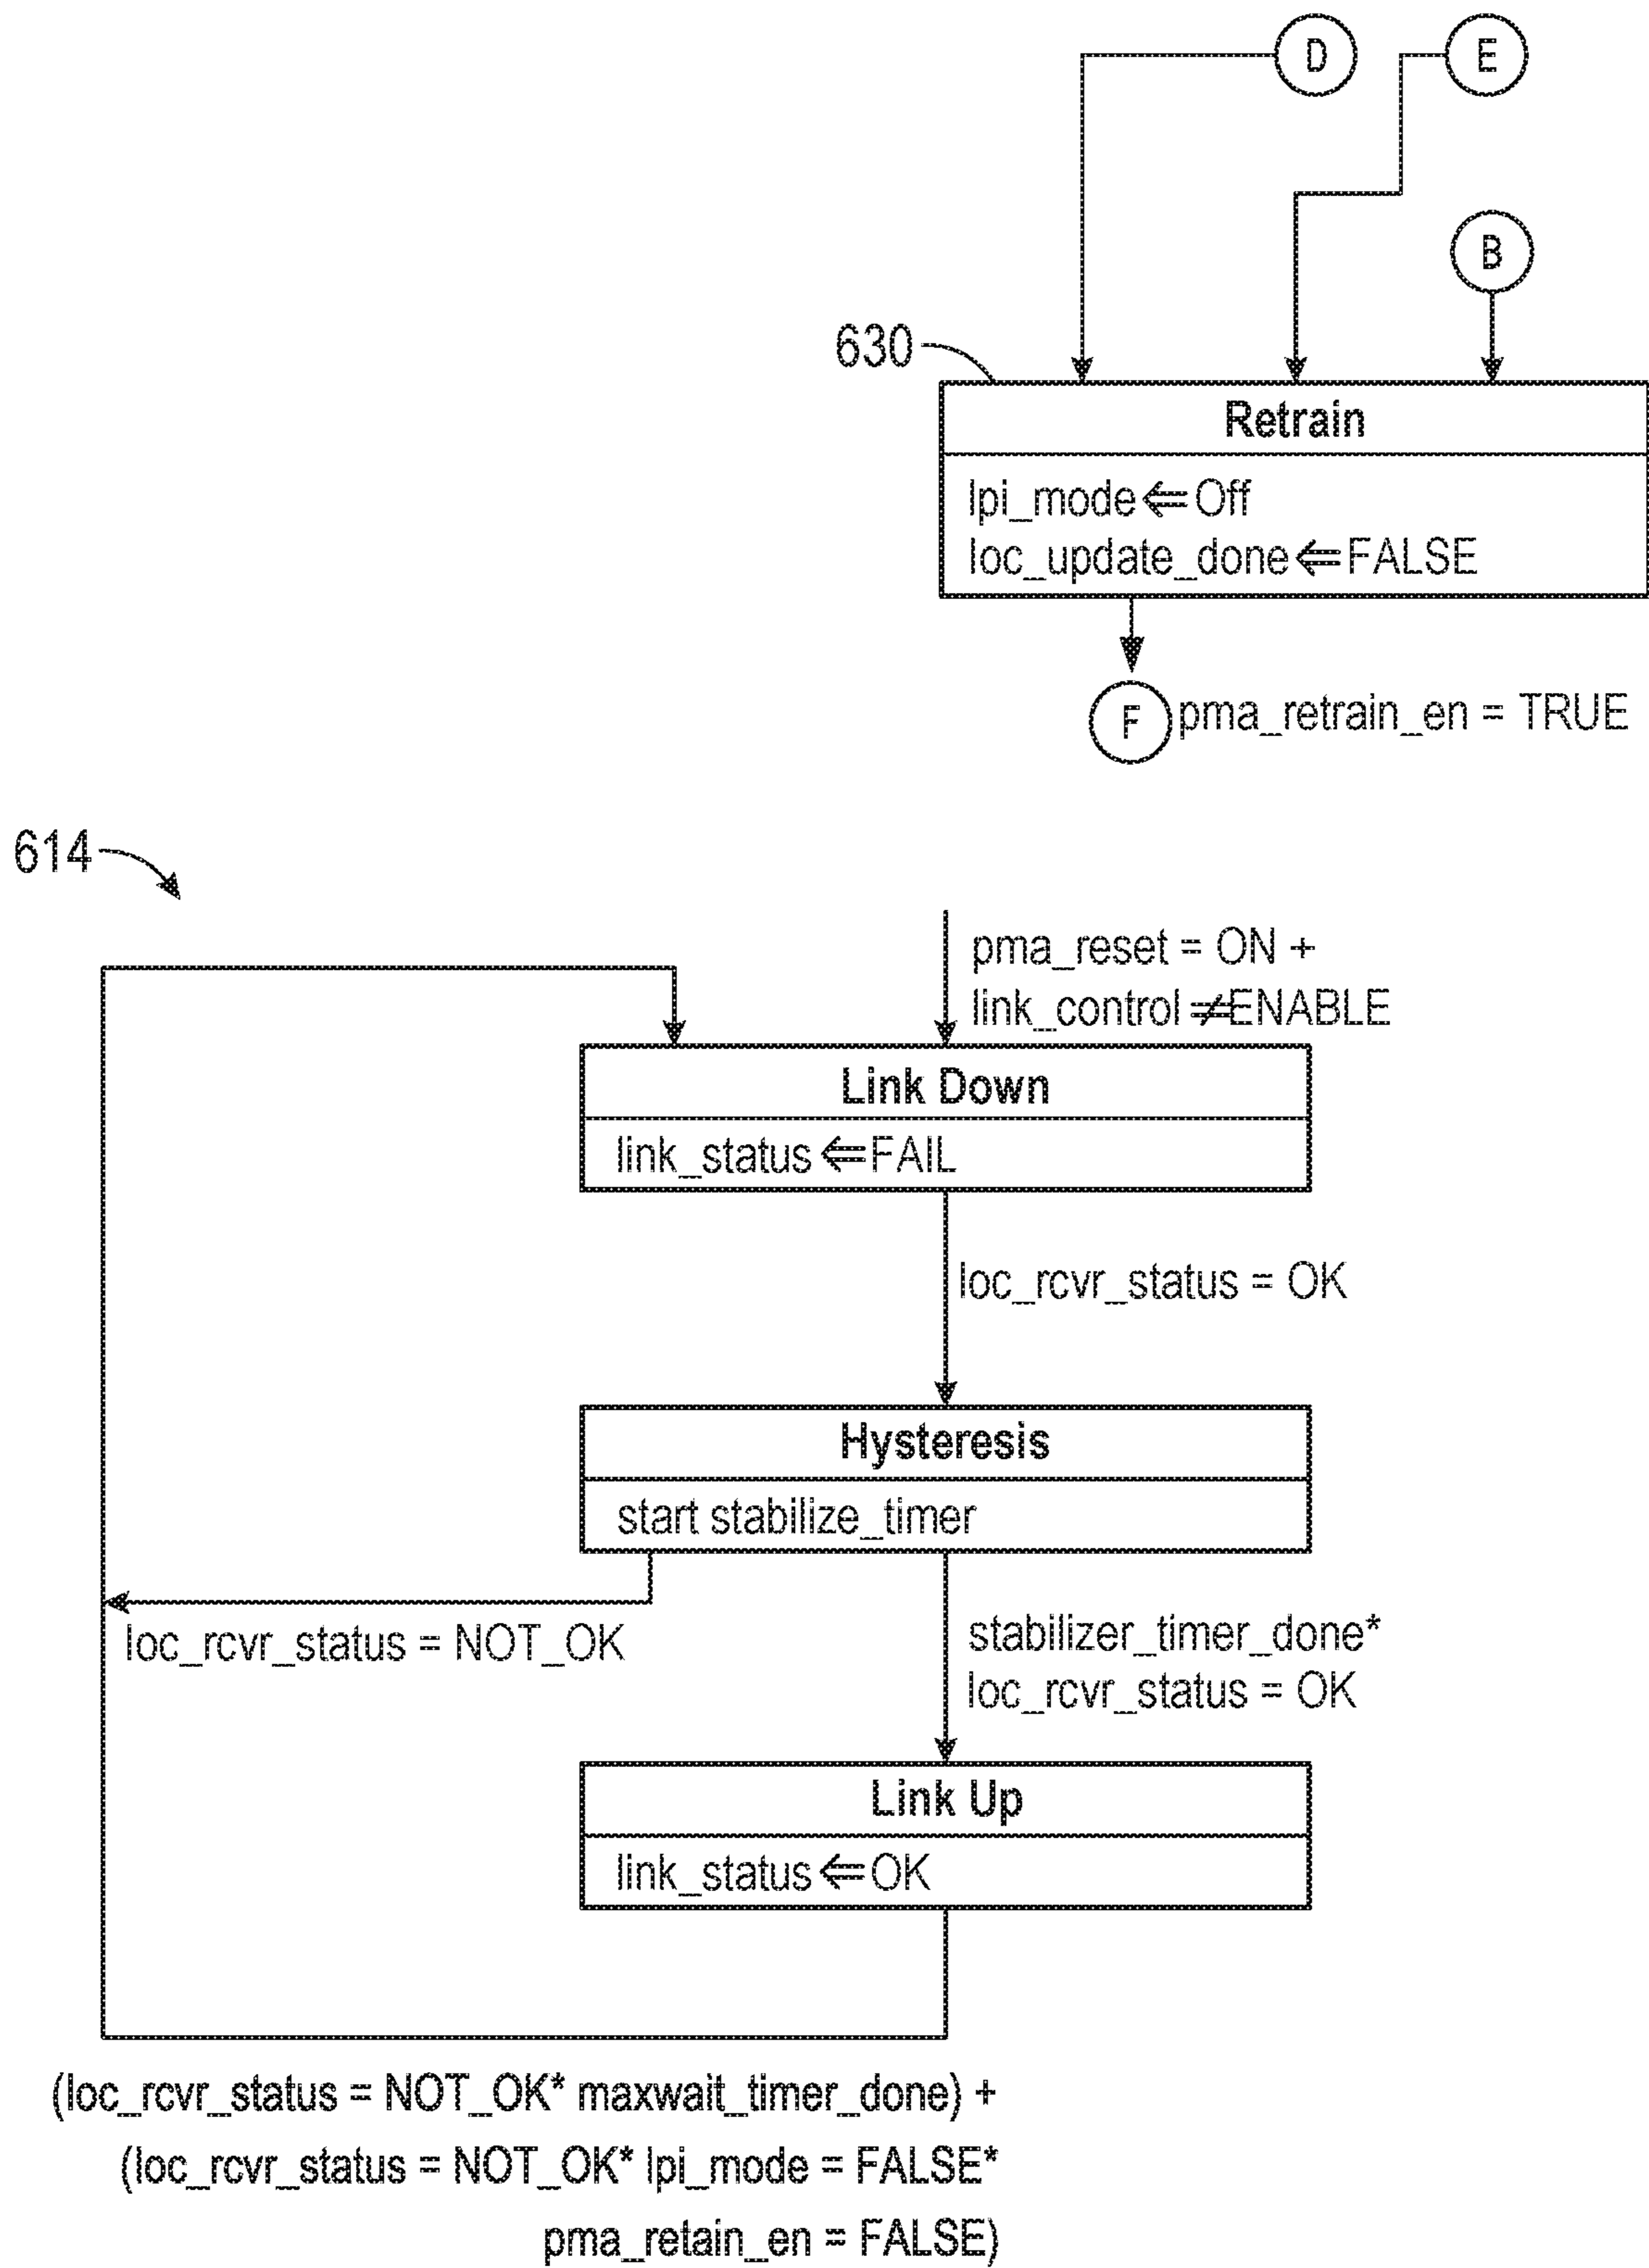 D
E
B
630
Retrain
lpi_mode⇐Off
loc_update_done⇐FALSE
F
pma_retrain_en = TRUE
614
pma_reset = ON +
link_control ≠ENABLE
Link Down
link_status⇐FAIL
loc_rcvr_status = OK
Hysteresis
start stabilize_timer
loc_rcvr_status = NOT_OK
stabilizer_timer_done*
loc_rcvr_status = OK
Link Up
link_status⇐OK
(loc_rcvr_status = NOT_OK* maxwait_timer_done) +
(loc_rcvr_status = NOT_OK* lpi_mode = FALSE*
pma_retain_en = FALSE)